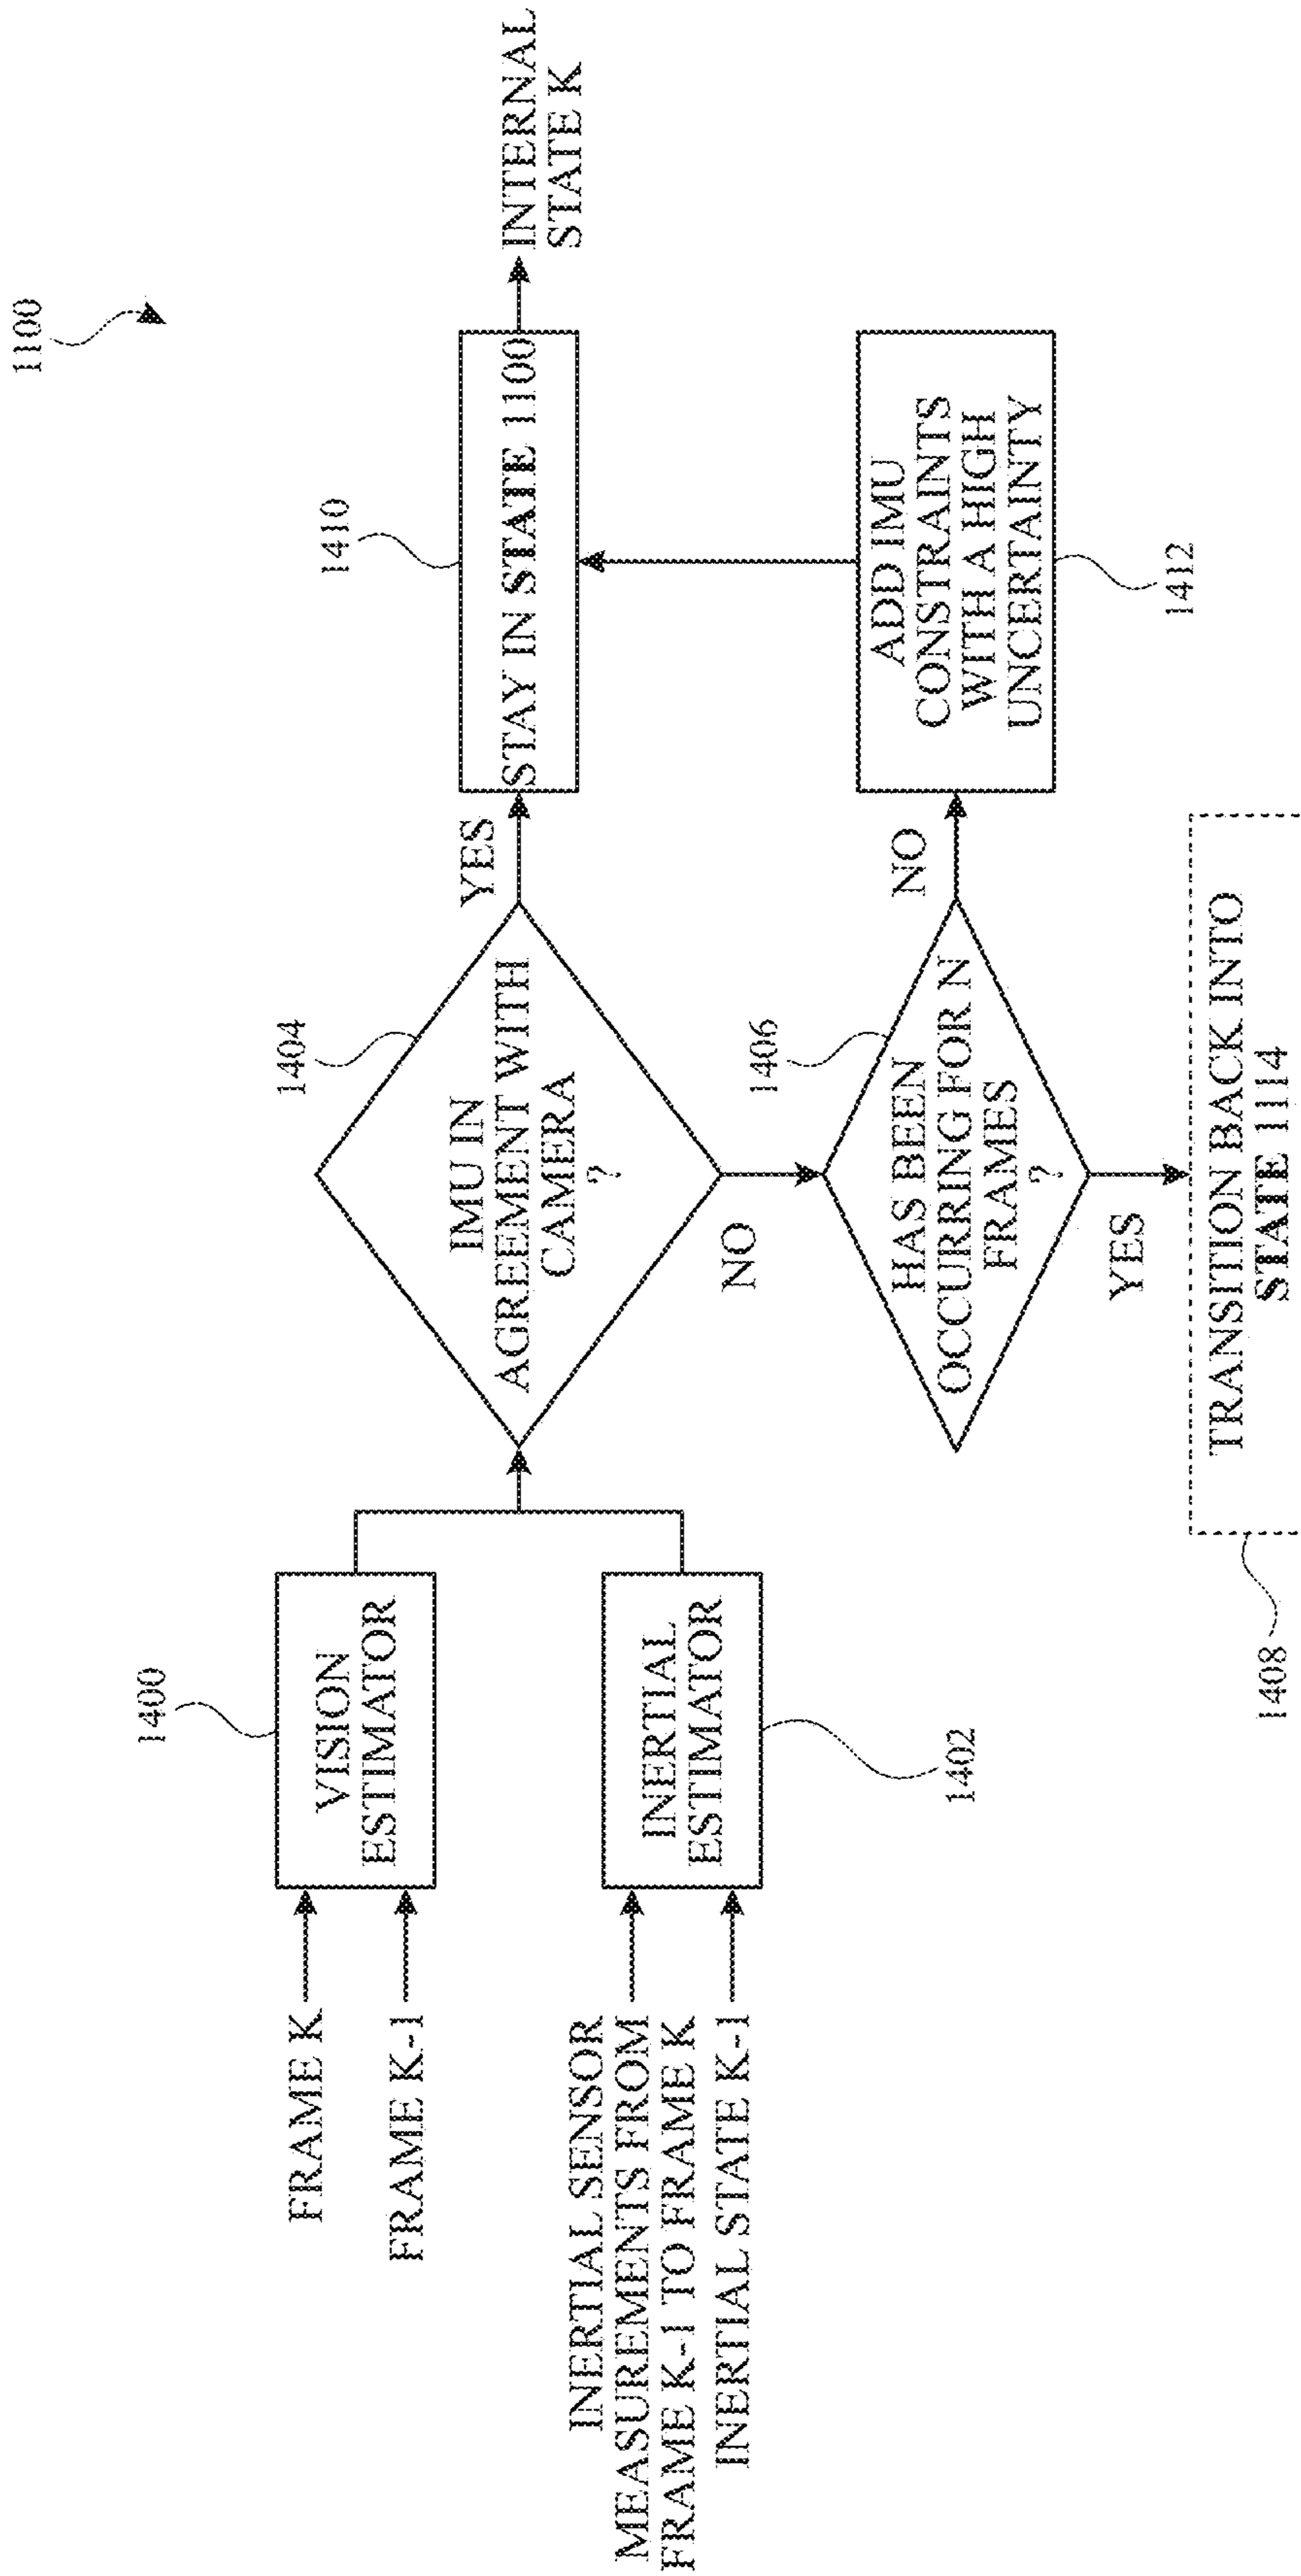 1100
FRAME K
FRAME K-1
1400
VISION
ESTIMATOR
INERTIAL SENSOR
MEASUREMENTS FROM
FRAME K-1 TO FRAME K
INERTIAL STATE K-1
INERTIAL
ESTIMATOR
1402
1404
IMU IN
AGREEMENT WITH
CAMERA
?
YES
1410
STAY IN STATE 1100
INTERNAL
STATE K
NO
1406
HAS BEEN
OCCURRING FOR N
FRAMES
?
NO
ADD IMU
CONSTRAINTS
WITH A HIGH
UNCERTAINTY
1412
YES
TRANSITION BACK INTO
STATE 1114
1408